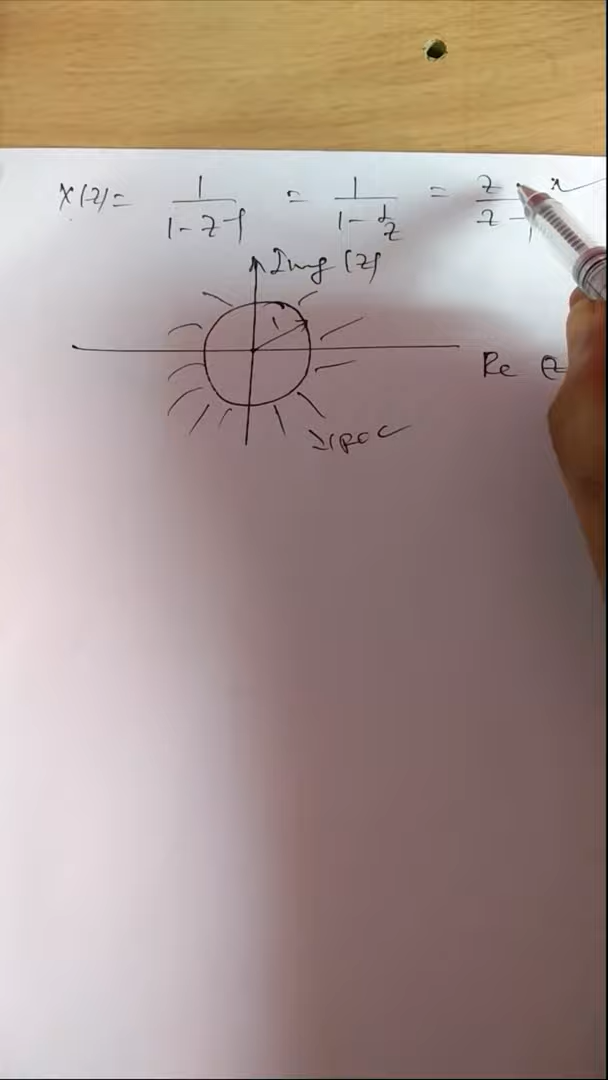 X(z) = 1/(1 - z⁻¹) = 1/(1 - 1/z) = z/(z - 1)
Img (z)
1
Re (z
ROC